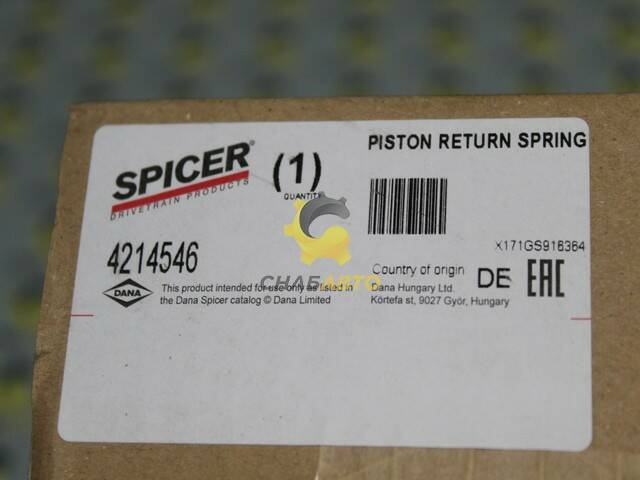 SPICER®
DRIVETRAIN PRODUCTS
(1)
QUANTITY
PISTON RETURN SPRING
4214546
X171GS916364
СНАБАВТО
DANA
This product intended for use only as listed in
the Dana Spicer catalog © Dana Limited
Country of origin DE EAC
Dana Hungary Ltd.
Körtefa st, 9027 Győr, Hungary